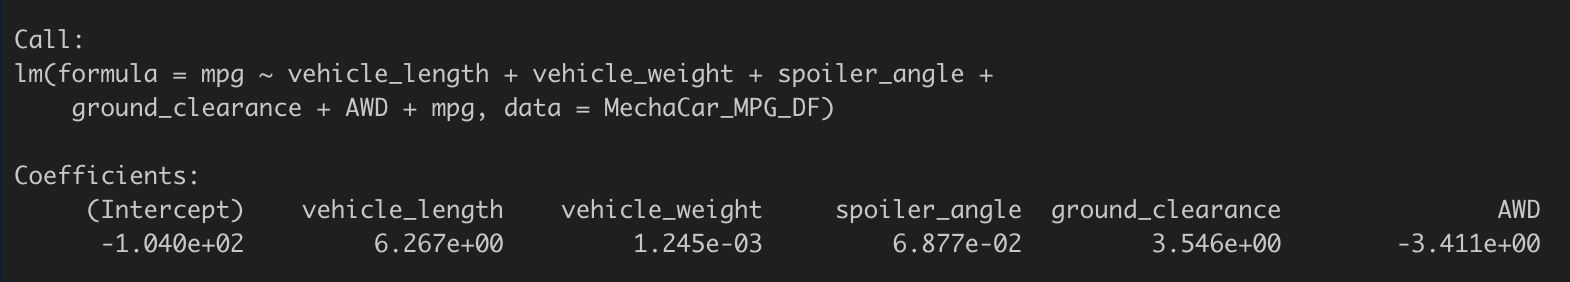 Call:
lm(formula = mpg ~ vehicle_length + vehicle_weight + spoiler_angle +
    ground_clearance + AWD + mpg, data = MechaCar_MPG_DF)

Coefficients:
     (Intercept)    vehicle_length    vehicle_weight     spoiler_angle  ground_clearance               AWD
      -1.040e+02         6.267e+00         1.245e-03         6.877e-02         3.546e+00        -3.411e+00